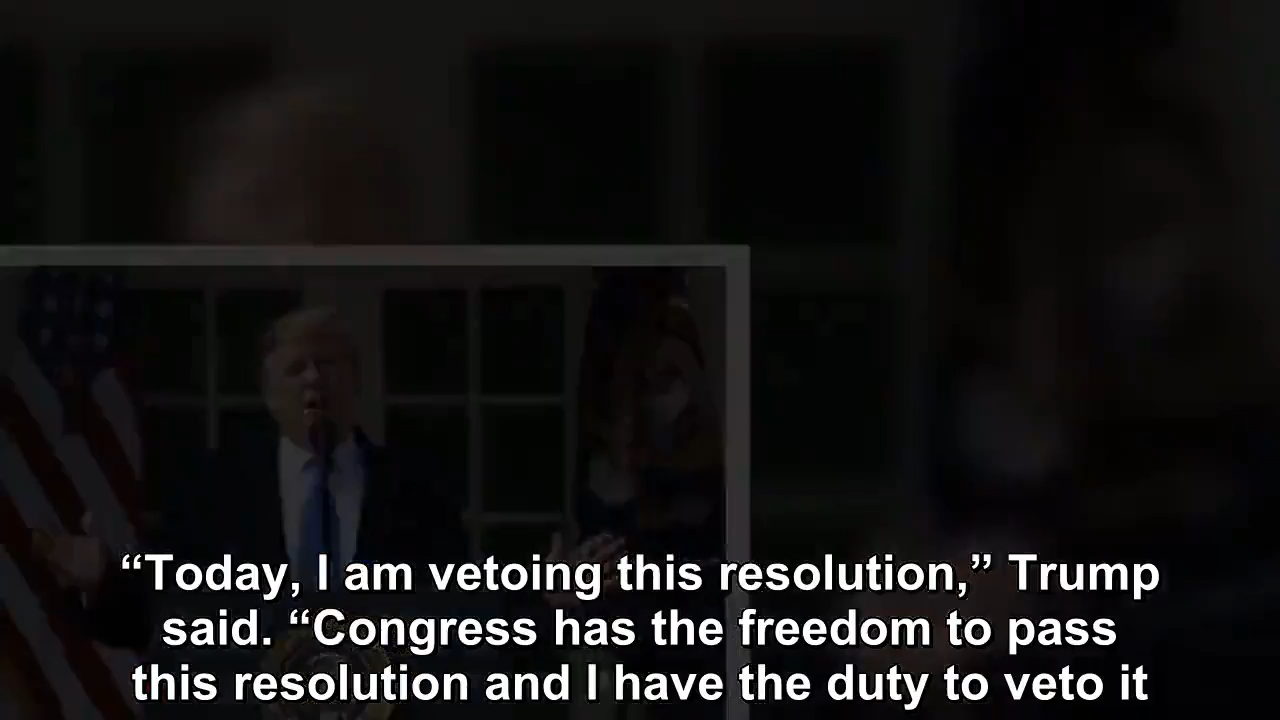 “Today, I am vetoing this resolution,” Trump
said. “Congress has the freedom to pass
this resolution and I have the duty to veto it